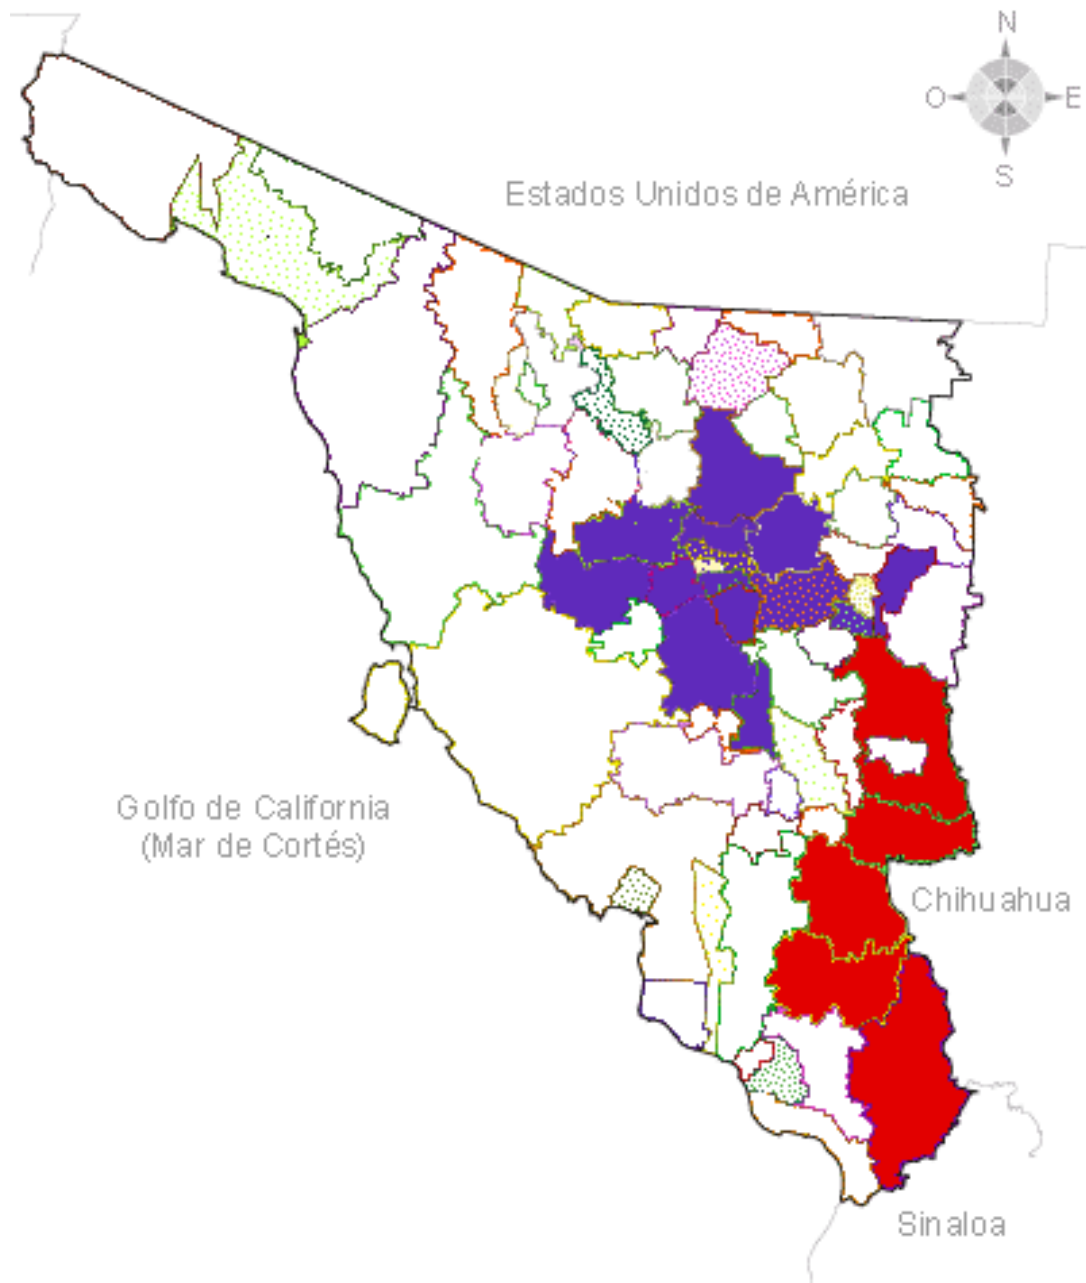 N
O
E
S
Estados Unidos de América
Golfo de California
(Mar de Cortés)
Chihuahua
Sinaloa